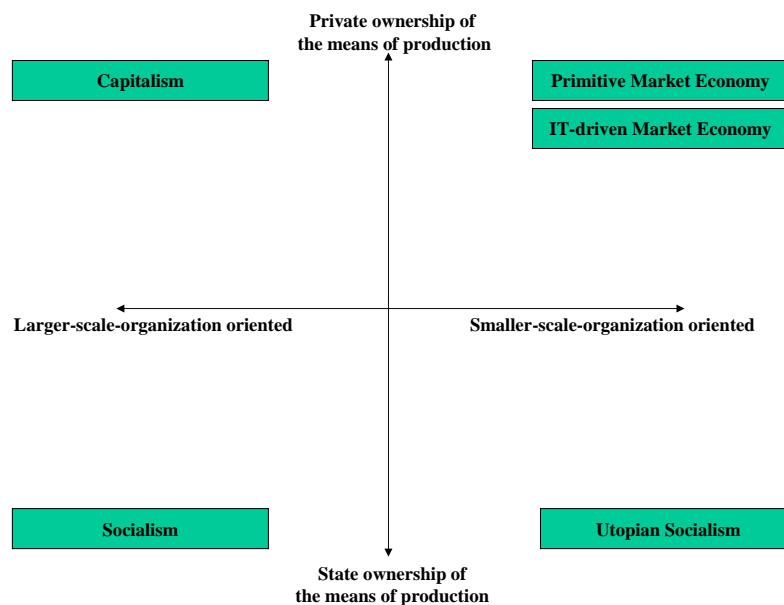 Private ownership of
the means of production
Capitalism
Primitive Market Economy
IT-driven Market Economy
Larger-scale-organization oriented
Smaller-scale-organization oriented
Socialism
Utopian Socialism
State ownership of
the means of production